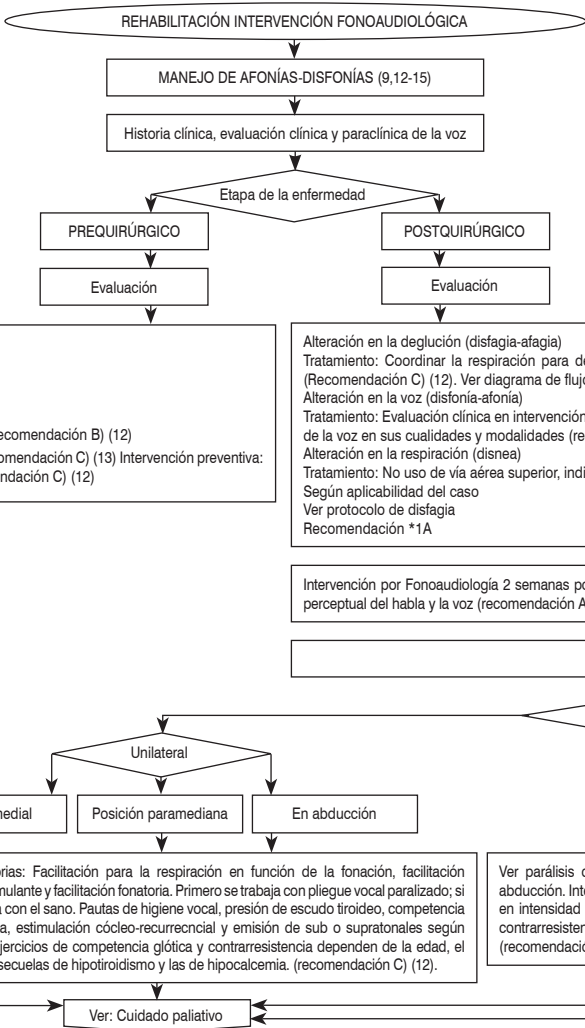 REHABILITACIÓN INTERVENCIÓN FONOAUDIOLÓGICA
MANEJO DE AFONÍAS-DISFONÍAS (9,12-15)
Historia clínica, evaluación clínica y paraclínica de la voz
Etapa de la enfermedad
PREQUIRÚRGICO
POSTQUIRÚRGICO
Evaluación
Evaluación
ecomendación B) (12)
omendación C) (13) Intervención preventiva:
ndación C) (12)
Alteración en la deglución (disfagia-afagia)
Tratamiento: Coordinar la respiración para de
(Recomendación C) (12). Ver diagrama de flujo
Alteración en la voz (disfonía-afonía)
Tratamiento: Evaluación clínica en intervención
de la voz en sus cualidades y modalidades (re
Alteración en la respiración (disnea)
Tratamiento: No uso de vía aérea superior, indi
Según aplicabilidad del caso
Ver protocolo de disfagia
Recomendación *1A
Intervención por Fonoaudiología 2 semanas po
perceptual del habla y la voz (recomendación A
Unilateral
medial
Posición paramediana
En abducción
orias: Facilitación para la respiración en función de la fonación, facilitación
mulante y facilitación fonatoria. Primero se trabaja con pliegue vocal paralizado; si
a con el sano. Pautas de higiene vocal, presión de escudo tiroideo, competencia
a, estimulación cócleo-recurrecncial y emisión de sub o supratonales según
jercicios de competencia glótica y contrarresistencia dependen de la edad, el
secuelas de hipotiroidismo y las de hipocalcemia. (recomendación C) (12).
Ver parálisis c
abducción. Inte
en intensidad
contrarresisten
(recomendació
Ver: Cuidado paliativo